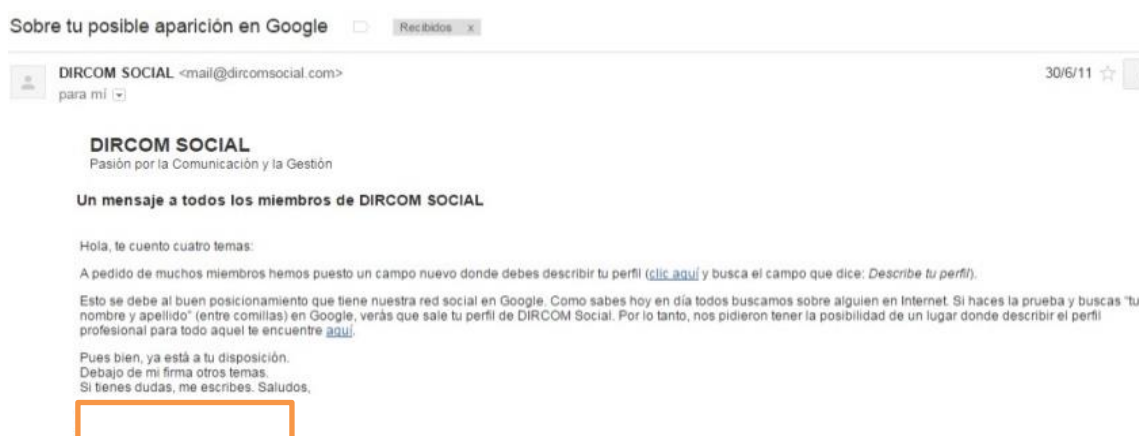 Sobre tu posible aparición en Google Recibidos x
DIRCOM SOCIAL <mail@dircomsocial.com> 30/6/11
para mí
DIRCOM SOCIAL
Pasión por la Comunicación y la Gestión
Un mensaje a todos los miembros de DIRCOM SOCIAL
Hola, te cuento cuatro temas:
A pedido de muchos miembros hemos puesto un campo nuevo donde debes describir tu perfil (clic aquí y busca el campo que dice: Describe tu perfil).
Esto se debe al buen posicionamiento que tiene nuestra red social en Google. Como sabes hoy en día todos buscamos sobre alguien en Internet. Si haces la prueba y buscas "tu
nombre y apellido" (entre comillas) en Google, verás que sale tu perfil de DIRCOM Social. Por lo tanto, nos pidieron tener la posibilidad de un lugar donde describir el perfil
profesional para todo aquel te encuentre aquí.
Pues bien, ya está a tu disposición.
Debajo de mi firma otros temas.
Si tienes dudas, me escribes. Saludos,